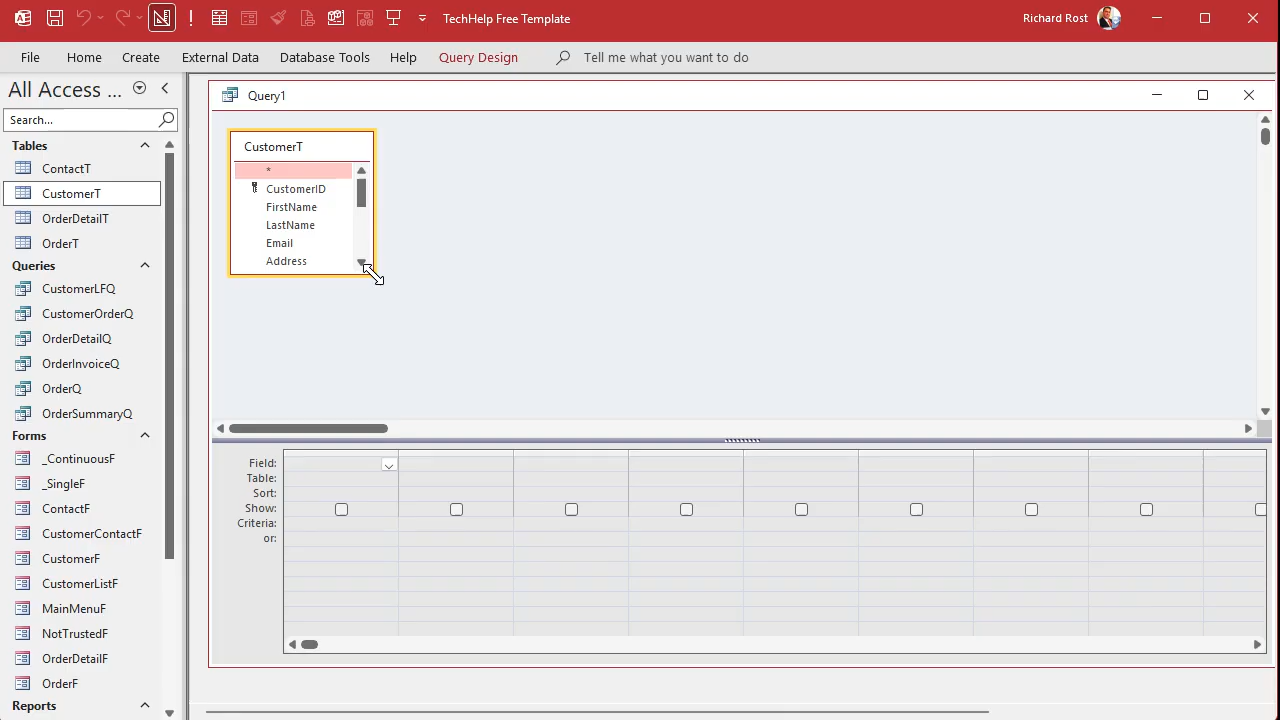 TechHelp Free Template
Richard Rost
File
Home
Create
External Data
Database Tools
Help
Query Design
Tell me what you want to do
All Access ...
Search...
Tables
ContactT
CustomerT
OrderDetailT
OrderT
Queries
CustomerLFQ
CustomerOrderQ
OrderDetailQ
OrderInvoiceQ
OrderQ
OrderSummaryQ
Forms
_ContinuousF
_SingleF
ContactF
CustomerContactF
CustomerF
CustomerListF
MainMenuF
NotTrustedF
OrderDetailF
OrderF
Reports
Query1
CustomerT
*
CustomerID
FirstName
LastName
Email
Address
Field:
Table:
Sort:
Show:
Criteria:
or: